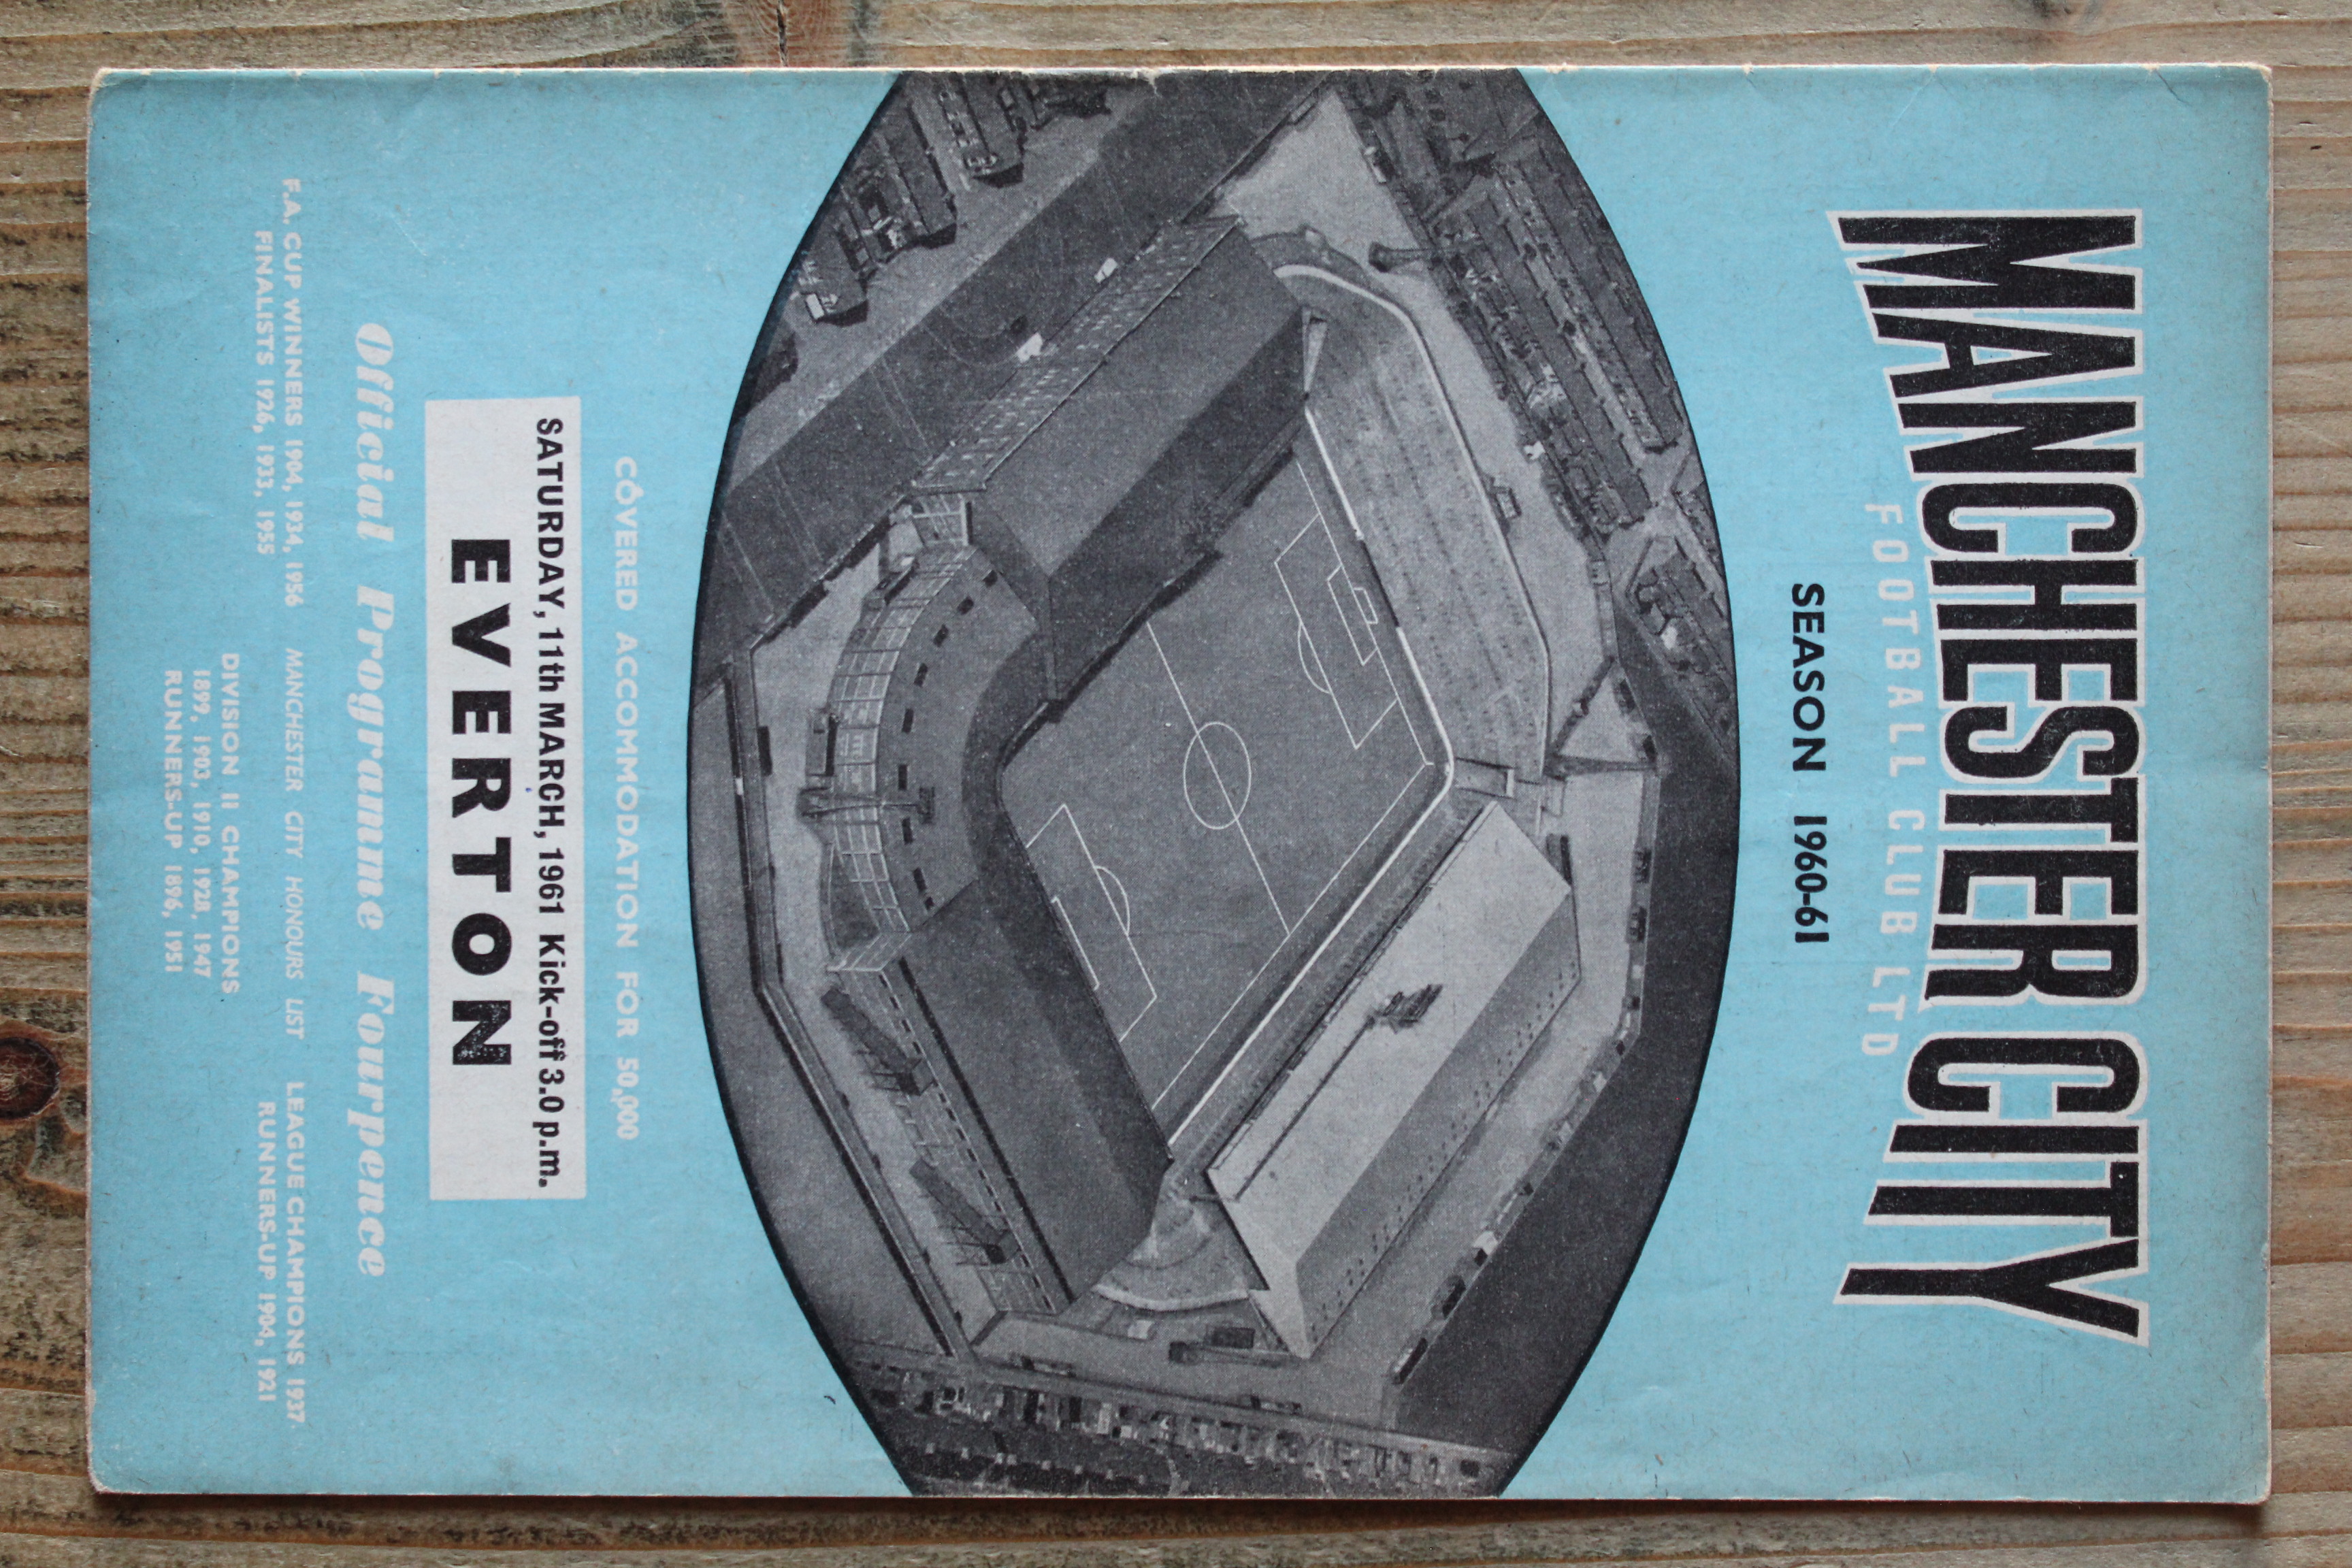 MANCHESTER CITY
FOOTBALL CLUB LTD
SEASON 1960-61
COVERED ACCOMMODATION FOR 50,000
SATURDAY, 11th MARCH, 1961 Kick-off 3.0 p.m.
EVERTON
Official Programme Fourpence
F.A. CUP WINNERS 1904, 1934, 1956
FINALISTS 1926, 1933, 1955
MANCHESTER CITY HONOURS LIST
DIVISION II CHAMPIONS
1899, 1903, 1910, 1928, 1947
RUNNERS-UP 1896, 1951
LEAGUE CHAMPIONS 1937
RUNNERS-UP 1904, 1921